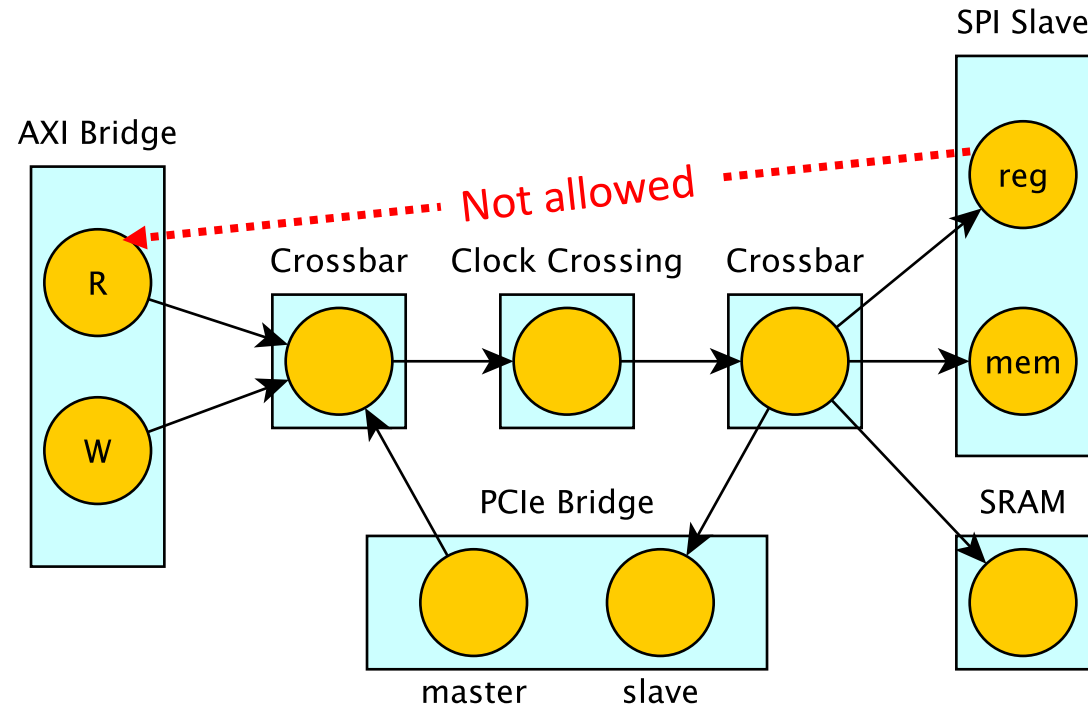 SPI Slave
AXI Bridge
reg
Not allowed
R
Crossbar
Clock Crossing
Crossbar
mem
W
PCIe Bridge
SRAM
master
slave